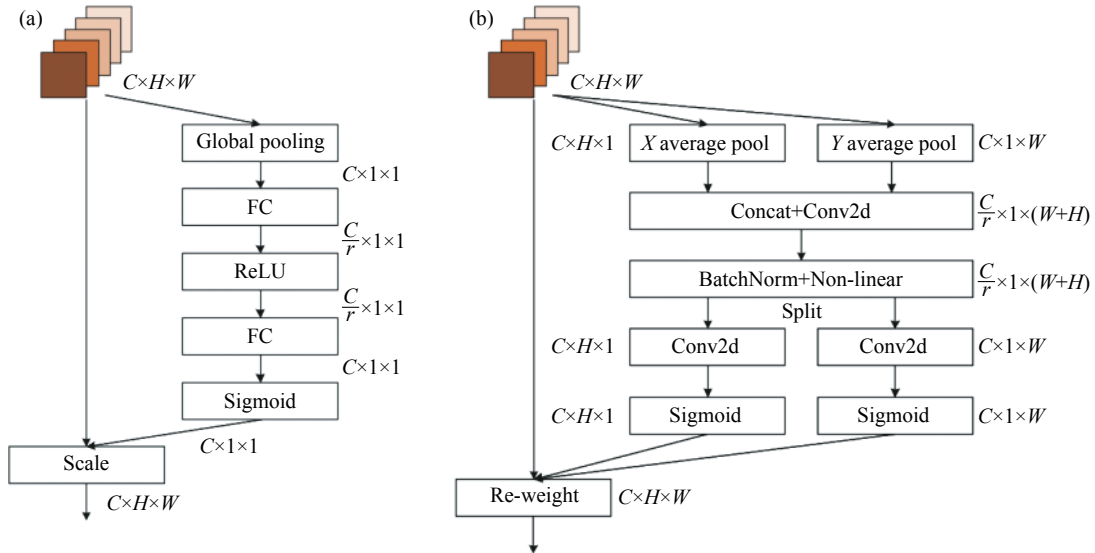 (a)
C×H×W
Global pooling
C×1×1
FC
C/r×1×1
ReLU
C/r×1×1
FC
C×1×1
Sigmoid
C×1×1
Scale
C×H×W
(b)
C×H×W
C×H×1
X average pool
Y average pool
C×1×W
Concat+Conv2d
C/r×1×(W+H)
BatchNorm+Non-linear
C/r×1×(W+H)
Split
C×H×1
Conv2d
Conv2d
C×1×W
C×H×1
Sigmoid
Sigmoid
C×1×W
Re-weight
C×H×W